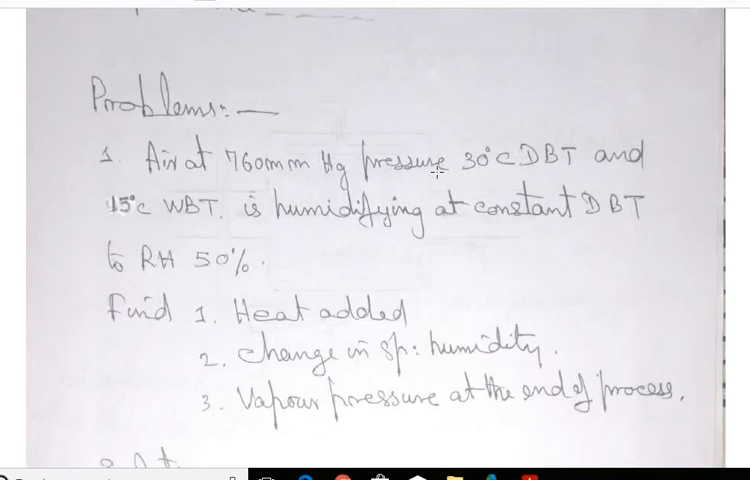 Problems:-
1. Air at 760mm Hg pressure 30°C DBT and
15°C WBT. is humidifying at constant DBT
to RH 50%.
Find 1. Heat added
2. Change in sp: humidity.
3. Vapour pressure at the end of process.